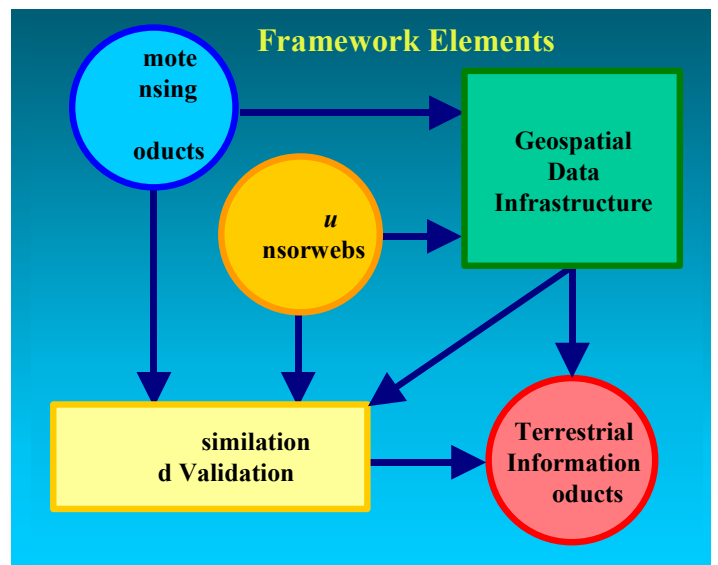 Framework Elements
mote
nsing
oducts
Geospatial
Data
Infrastructure
u
nsorwebs
similation
d Validation
Terrestrial
Information
oducts